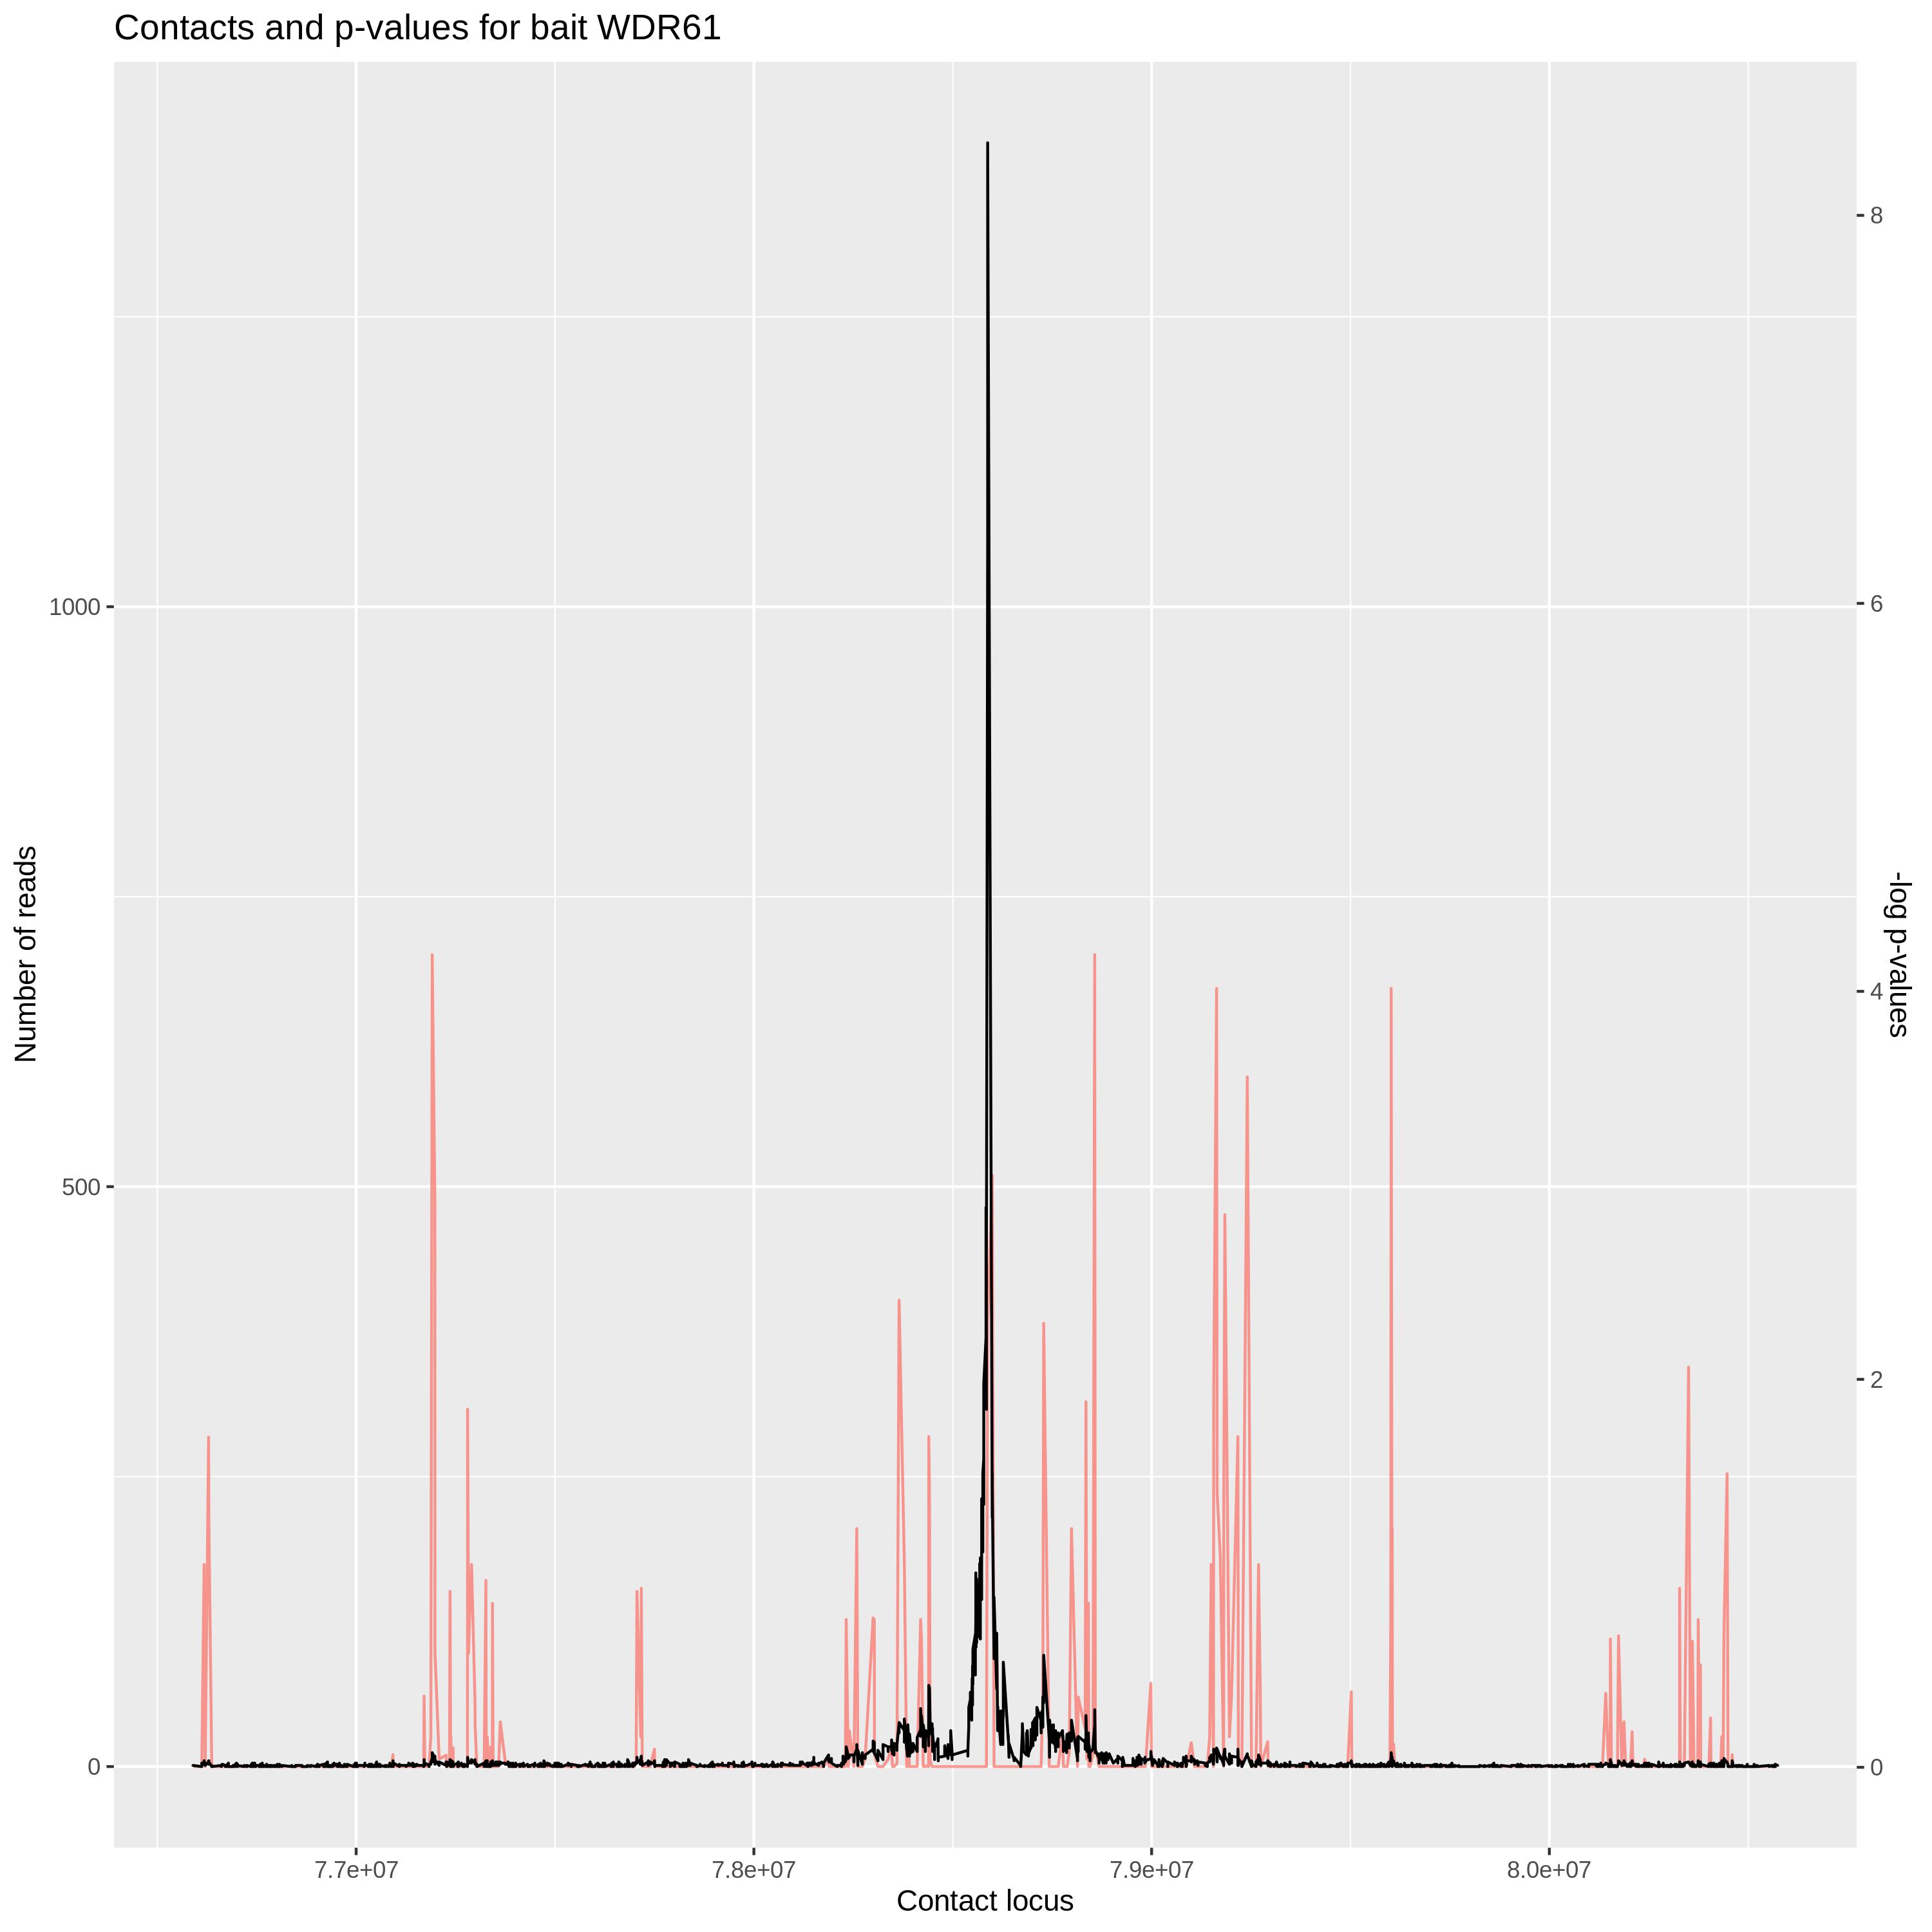 Contacts and p-values for bait WDR61
Number of reads
1000
500
0
8
6
4
2
0
-log p-values
7.7e+07
7.8e+07
7.9e+07
8.0e+07
Contact locus